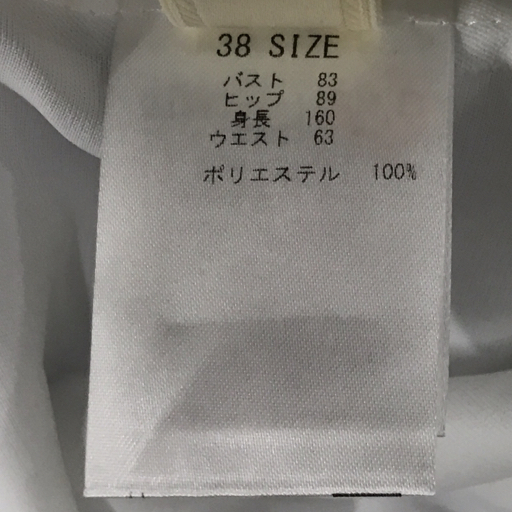 38 SIZE
バスト 83
ヒップ 89
身長 160
ウエスト 63
ポリエステル 100%